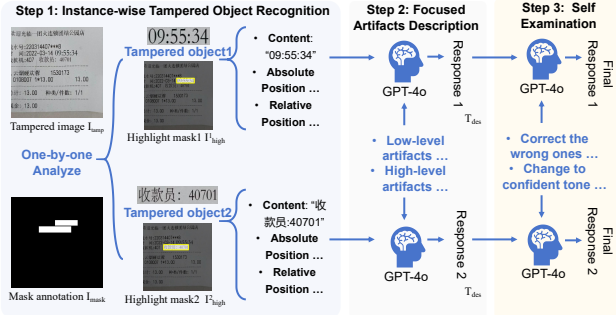 Step 1: Instance-wise Tampered Object Recognition
Step 2: Focused
Artifacts Description
Step 3: Self
Examination
09:55:34
Tampered object1
Tampered image I_tamp
Highlight mask1 I^1_high
• Content:
"09:55:34"
• Absolute
Position ...
• Relative
Position ...
One-by-one
Analyze
收款员: 40701
Tampered object2
Mask annotation I_mask
Highlight mask2 I^2_high
• Content: "收
款员:40701"
• Absolute
Position ...
• Relative
Position ...
GPT-4o
Response 1
T_des
• Low-level
artifacts ...
• High-level
artifacts ...
GPT-4o
Response 2
T_des
GPT-4o
Final
Response 1
• Correct the
wrong ones ...
• Change to
confident tone ...
GPT-4o
Final
Response 2